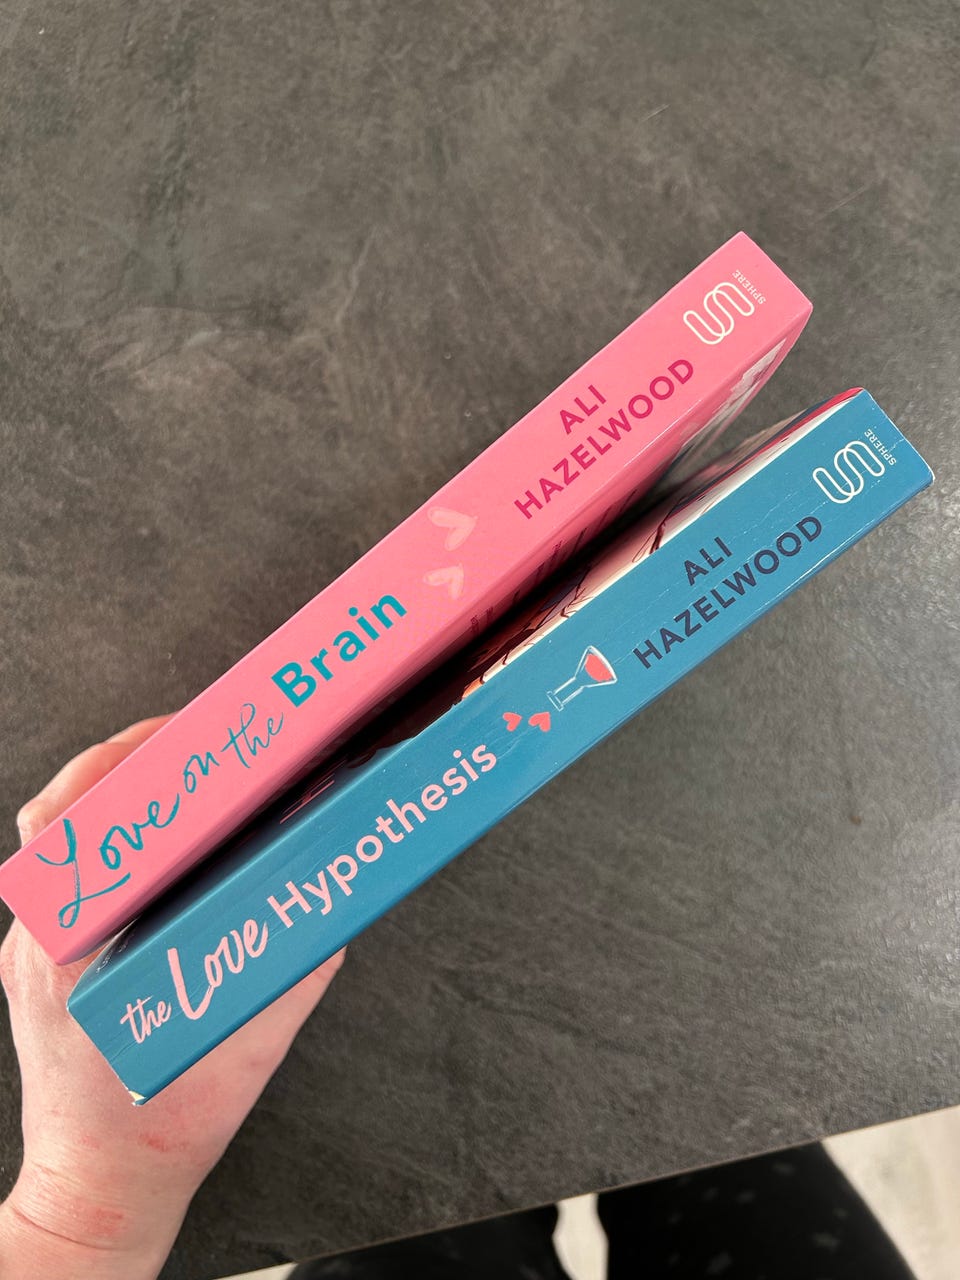 Love on the Brain
ALI
HAZELWOOD
SPHERE
the Love Hypothesis
ALI
HAZELWOOD
SPHERE